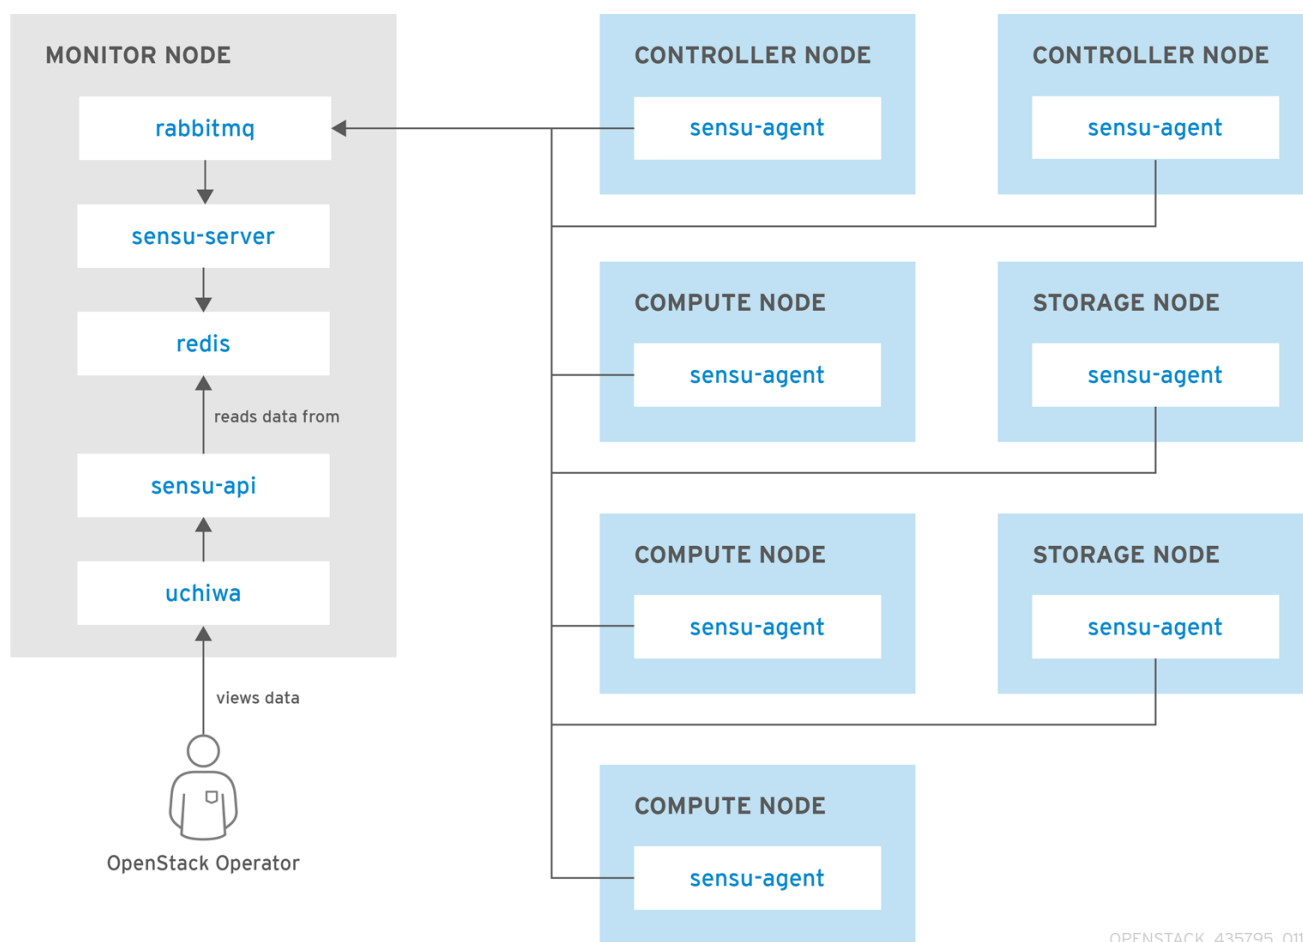 MONITOR NODE
rabbitmq
sensu-server
redis
reads data from
sensu-api
uchiwa
views data
OpenStack Operator
CONTROLLER NODE
sensu-agent
CONTROLLER NODE
sensu-agent
COMPUTE NODE
sensu-agent
STORAGE NODE
sensu-agent
COMPUTE NODE
sensu-agent
STORAGE NODE
sensu-agent
COMPUTE NODE
sensu-agent
OPENSTACK_435795_011